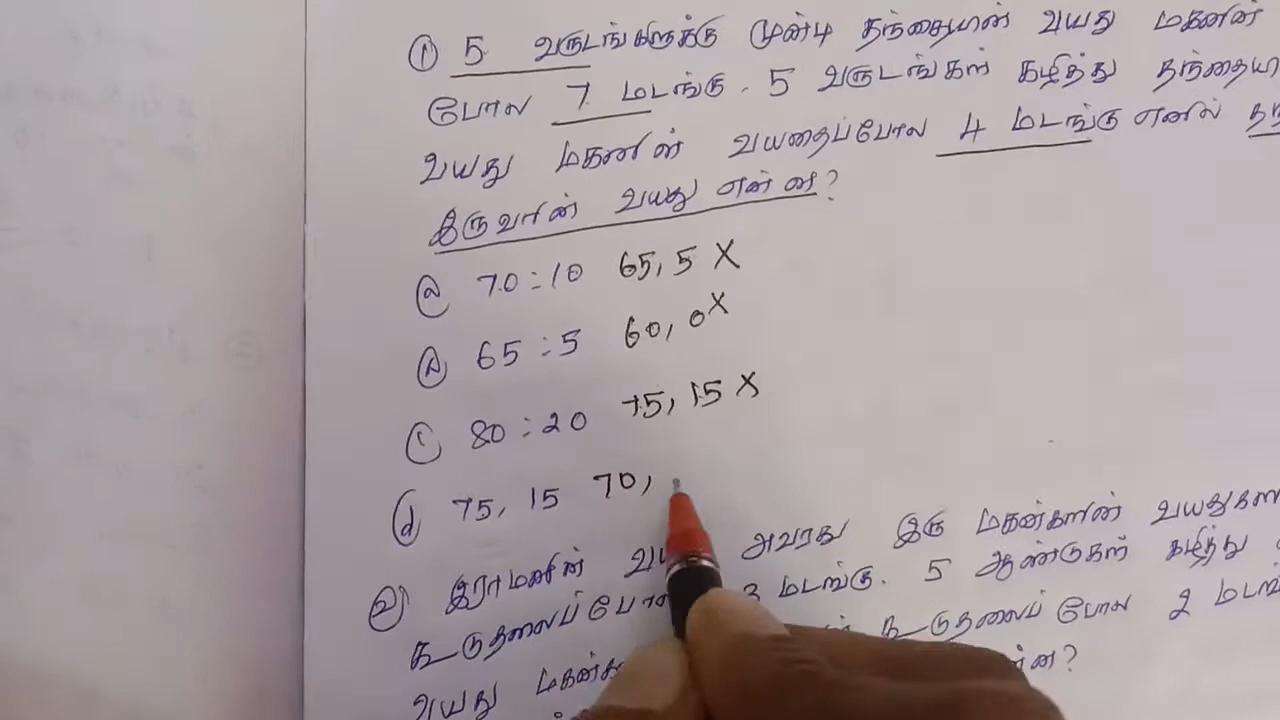 ① 5 வருடங்களுக்கு முன்பு தந்தையின் வயது மகனின்
போல 7 மடங்கு. 5 வருடங்கள் கழித்து தந்தையி
வயது மகனின் வயதைப்போல 4 மடங்கு எனில்
இருவரின் வயது என்ன?
ⓐ 70:10 65, 5 X
65:5 60, 0 X
ⓒ 80:20 75, 15 X
ⓓ 75, 15 70,
2) இராமனின் அவரது இரு மகன்களின் வயதுகளி
கூடுதலைப் 3 மடங்கு. 5 ஆண்டுகள் கழித்து
கூடுதலைப் போல 2 மடங்
வயது